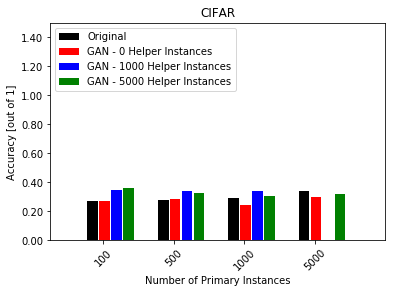 CIFAR
Original
GAN - 0 Helper Instances
GAN - 1000 Helper Instances
GAN - 5000 Helper Instances
Accuracy [out of 1]
1.40
1.20
1.00
0.80
0.60
0.40
0.20
0.00
100
500
1000
5000
Number of Primary Instances